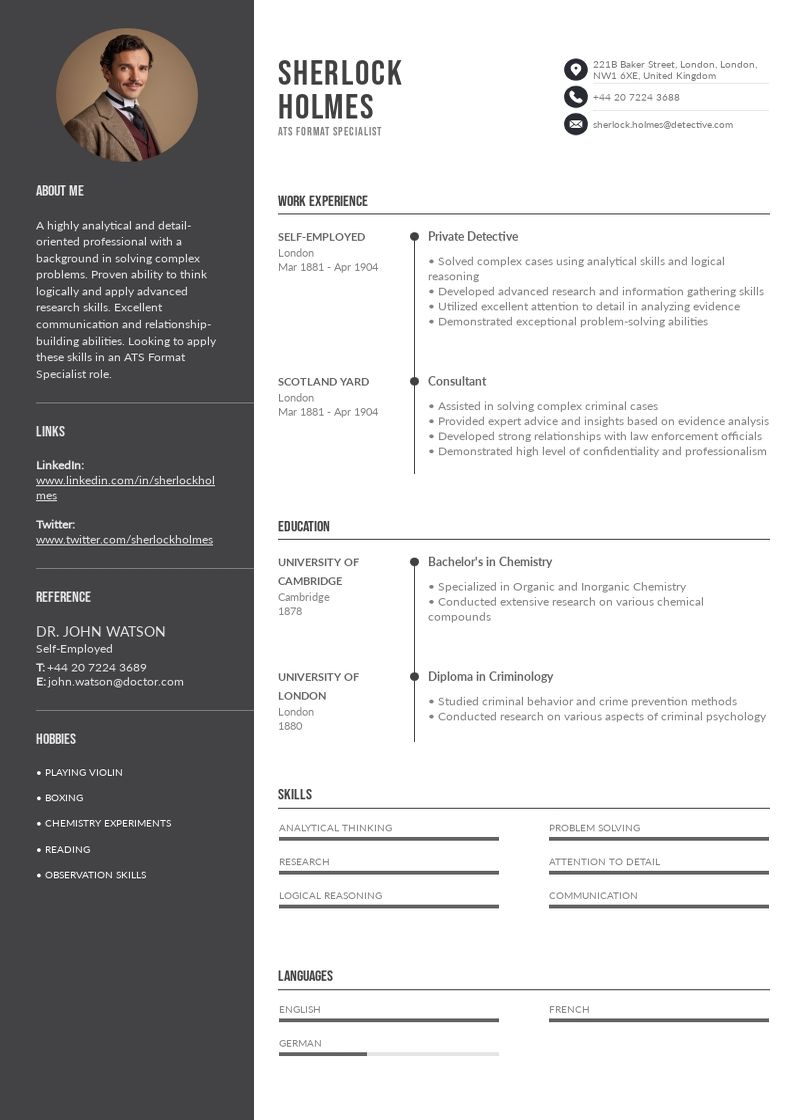 SHERLOCK
HOLMES
ATS FORMAT SPECIALIST
221B Baker Street, London, London,
NW1 6XE, United Kingdom
+44 20 7224 3688
sherlock.holmes@detective.com
ABOUT ME
A highly analytical and detail-
oriented professional with a
background in solving complex
problems. Proven ability to think
logically and apply advanced
research skills. Excellent
communication and relationship-
building abilities. Looking to apply
these skills in an ATS Format
Specialist role.
LINKS
LinkedIn:
www.linkedin.com/in/sherlockhol
mes
Twitter:
www.twitter.com/sherlockholmes
REFERENCE
DR. JOHN WATSON
Self-Employed
T: +44 20 7224 3689
E: john.watson@doctor.com
HOBBIES
• PLAYING VIOLIN
• BOXING
• CHEMISTRY EXPERIMENTS
• READING
• OBSERVATION SKILLS
WORK EXPERIENCE
SELF-EMPLOYED
London
Mar 1881 - Apr 1904
Private Detective
• Solved complex cases using analytical skills and logical
reasoning
• Developed advanced research and information gathering skills
• Utilized excellent attention to detail in analyzing evidence
• Demonstrated exceptional problem-solving abilities
SCOTLAND YARD
London
Mar 1881 - Apr 1904
Consultant
• Assisted in solving complex criminal cases
• Provided expert advice and insights based on evidence analysis
• Developed strong relationships with law enforcement officials
• Demonstrated high level of confidentiality and professionalism
EDUCATION
UNIVERSITY OF
CAMBRIDGE
Cambridge
1878
Bachelor's in Chemistry
• Specialized in Organic and Inorganic Chemistry
• Conducted extensive research on various chemical
compounds
UNIVERSITY OF
LONDON
London
1880
Diploma in Criminology
• Studied criminal behavior and crime prevention methods
• Conducted research on various aspects of criminal psychology
SKILLS
ANALYTICAL THINKING
PROBLEM SOLVING
RESEARCH
ATTENTION TO DETAIL
LOGICAL REASONING
COMMUNICATION
LANGUAGES
ENGLISH
FRENCH
GERMAN